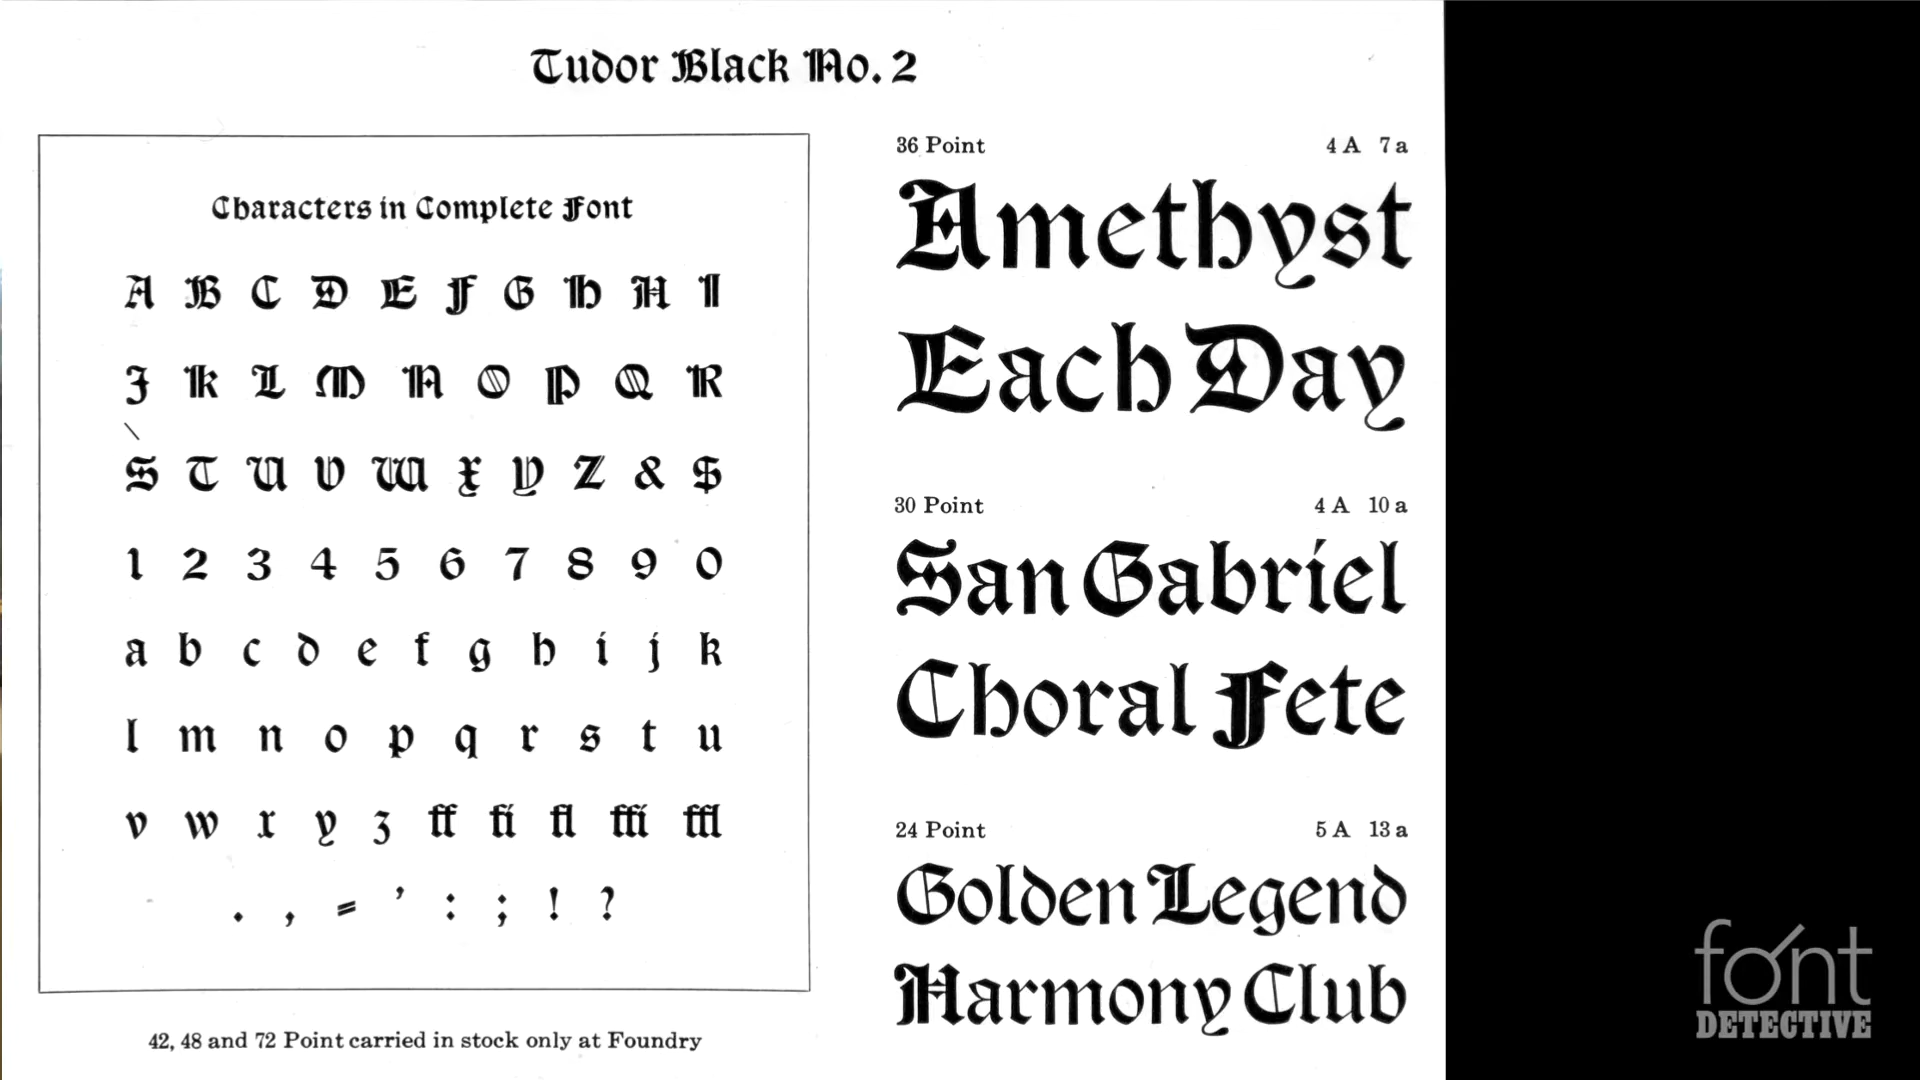 Tudor Black No. 2
Characters in Complete Font
A B C D E F G H H I
J K L M N O P Q R
S T U V W X Y Z & $
1 2 3 4 5 6 7 8 9 0
a b c d e f g h i j k
l m n o p q r s t u
v w x y z ff fi fl ffi ffl
. , = ’ : ; ! ?
42, 48 and 72 Point carried in stock only at Foundry
36 Point 4 A 7 a
Amethyst
Each Day
30 Point 4 A 10 a
San Gabriel
Choral Fete
24 Point 5 A 13 a
Golden Legend
Harmony Club
font
DETECTIVE